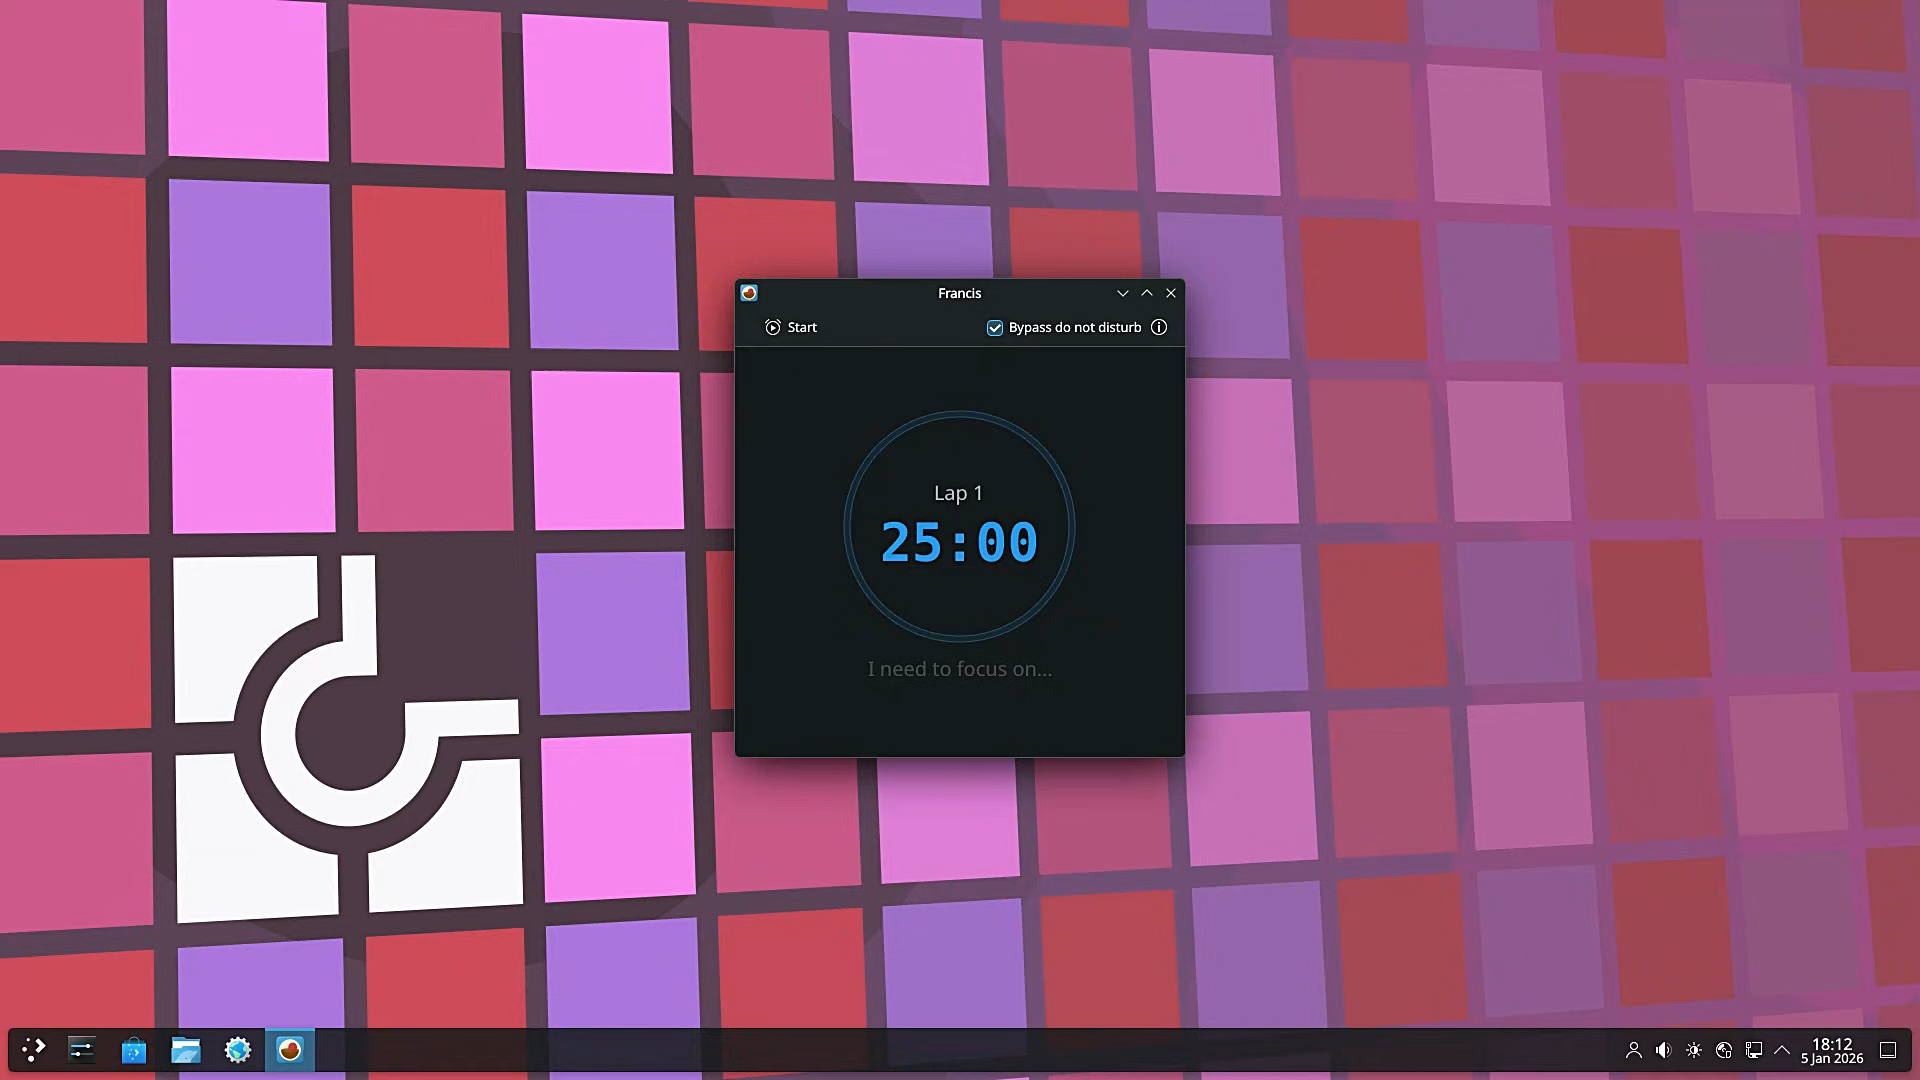 Francis
Start
Bypass do not disturb
Lap 1
25:00
I need to focus on...
18:12
5 Jan 2026